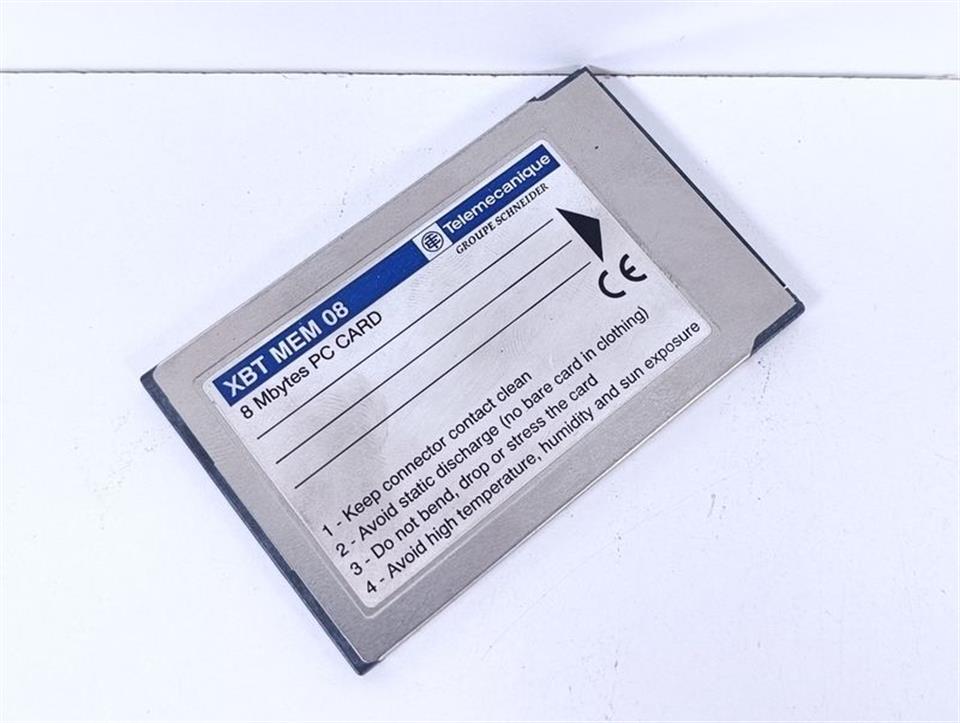 XBT MEM 08 Telemecanique
GROUPE SCHNEIDER
8 Mbytes PC CARD
CE
1 - Keep connector contact clean
2 - Avoid static discharge (no bare card in clothing)
3 - Do not bend, drop or stress the card
4 - Avoid high temperature, humidity and sun exposure